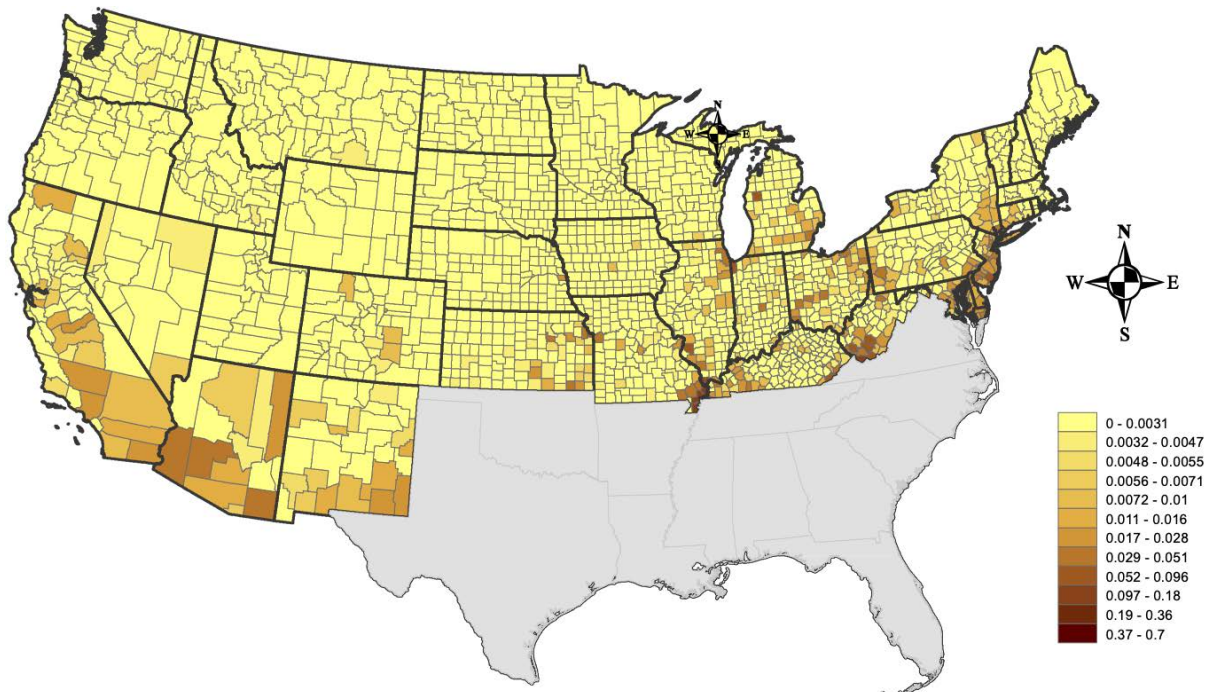 N
W E
N
W E
S
0 - 0.0031
0.0032 - 0.0047
0.0048 - 0.0055
0.0056 - 0.0071
0.0072 - 0.01
0.011 - 0.016
0.017 - 0.028
0.029 - 0.051
0.052 - 0.096
0.097 - 0.18
0.19 - 0.36
0.37 - 0.7